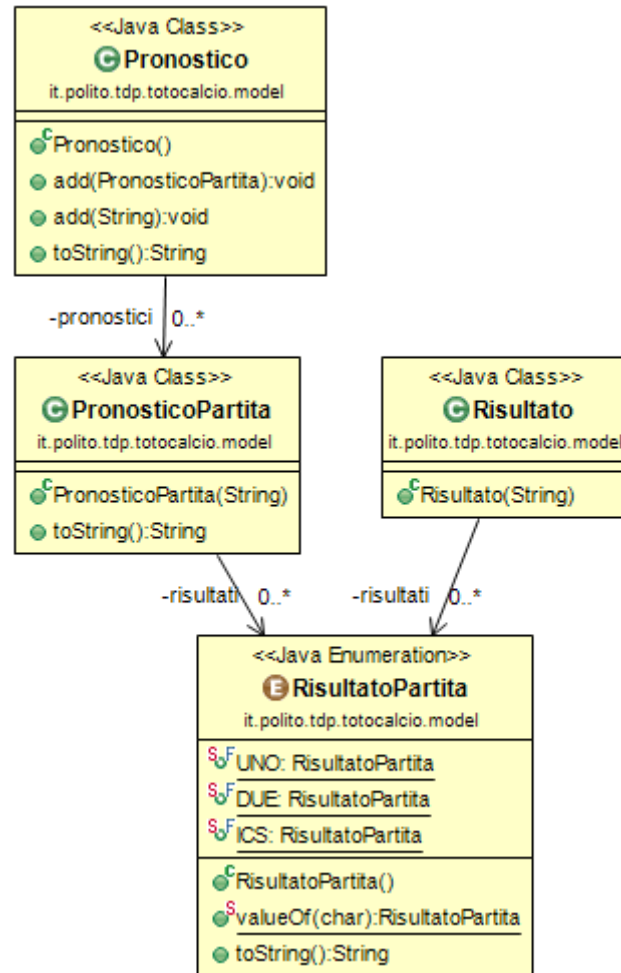 <<Java Class>>
Pronostico
it.polito.tdp.totocalcio.model
Pronostico()
add(PronosticoPartita):void
add(String):void
toString():String
-pronostici 0..*
<<Java Class>>
PronosticoPartita
it.polito.tdp.totocalcio.model
PronosticoPartita(String)
toString():String
<<Java Class>>
Risultato
it.polito.tdp.totocalcio.model
Risultato(String)
-risultati 0..*
-risultati 0..*
<<Java Enumeration>>
RisultatoPartita
it.polito.tdp.totocalcio.model
UNO: RisultatoPartita
DUE: RisultatoPartita
ICS: RisultatoPartita
RisultatoPartita()
valueOf(char):RisultatoPartita
toString():String